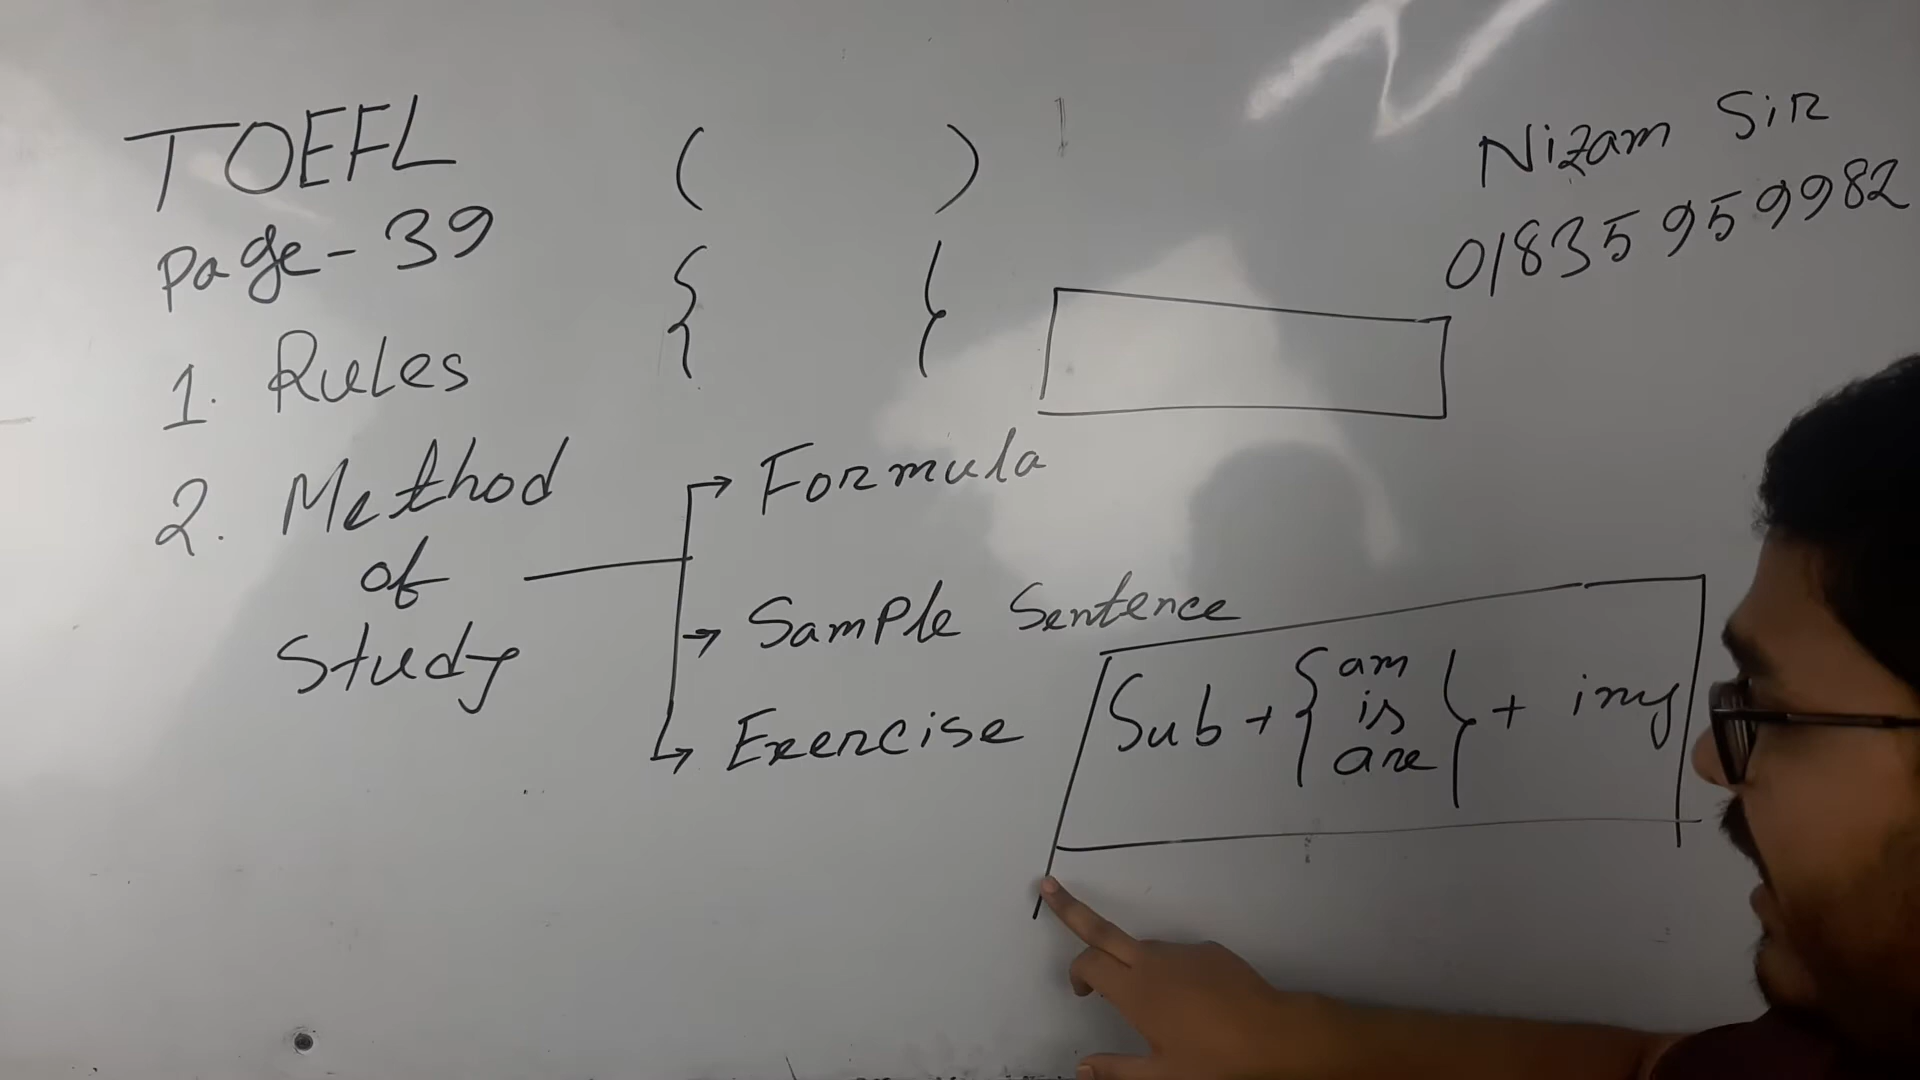 TOEFL
Page-39
1. Rules
2. Method
of
Study
( )
{ }
Nizam Sir
01835959982
→ Formula
→ Sample Sentence
→ Exercise
Sub + { am
is
are } + ing